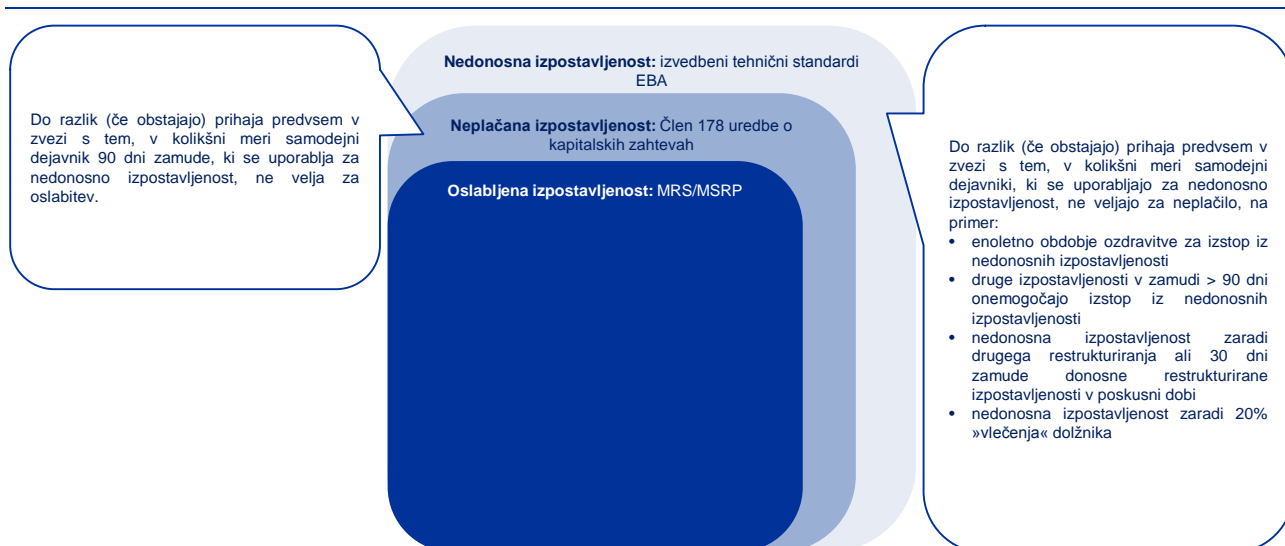 Do razlik (če obstajajo) prihaja predvsem v
zvezi s tem, v kolikšni meri samodejni
dejavnik 90 dni zamude, ki se uporablja za
nedonosno izpostavljenost, ne velja za
oslabitev.
Nedonosna izpostavljenost: izvedbeni tehnični standardi
EBA
Neplačana izpostavljenost: Člen 178 uredbe o
kapitalskih zahtevah
Oslabljena izpostavljenost: MRS/MSRP
Do razlik (če obstajajo) prihaja predvsem v
zvezi s tem, v kolikšni meri samodejni
dejavniki, ki se uporabljajo za nedonosno
izpostavljenost, ne veljajo za neplačilo, na
primer:
• enoletno obdobje ozdravitve za izstop iz
nedonosnih izpostavljenosti
• druge izpostavljenosti v zamudi > 90 dni
onemogočajo izstop iz nedonosnih
izpostavljenosti
• nedonosna izpostavljenost zaradi
drugega restrukturiranja ali 30 dni
zamude donosne restrukturirane
izpostavljenosti v poskusni dobi
• nedonosna izpostavljenost zaradi 20%
»vlečenja« dolžnika